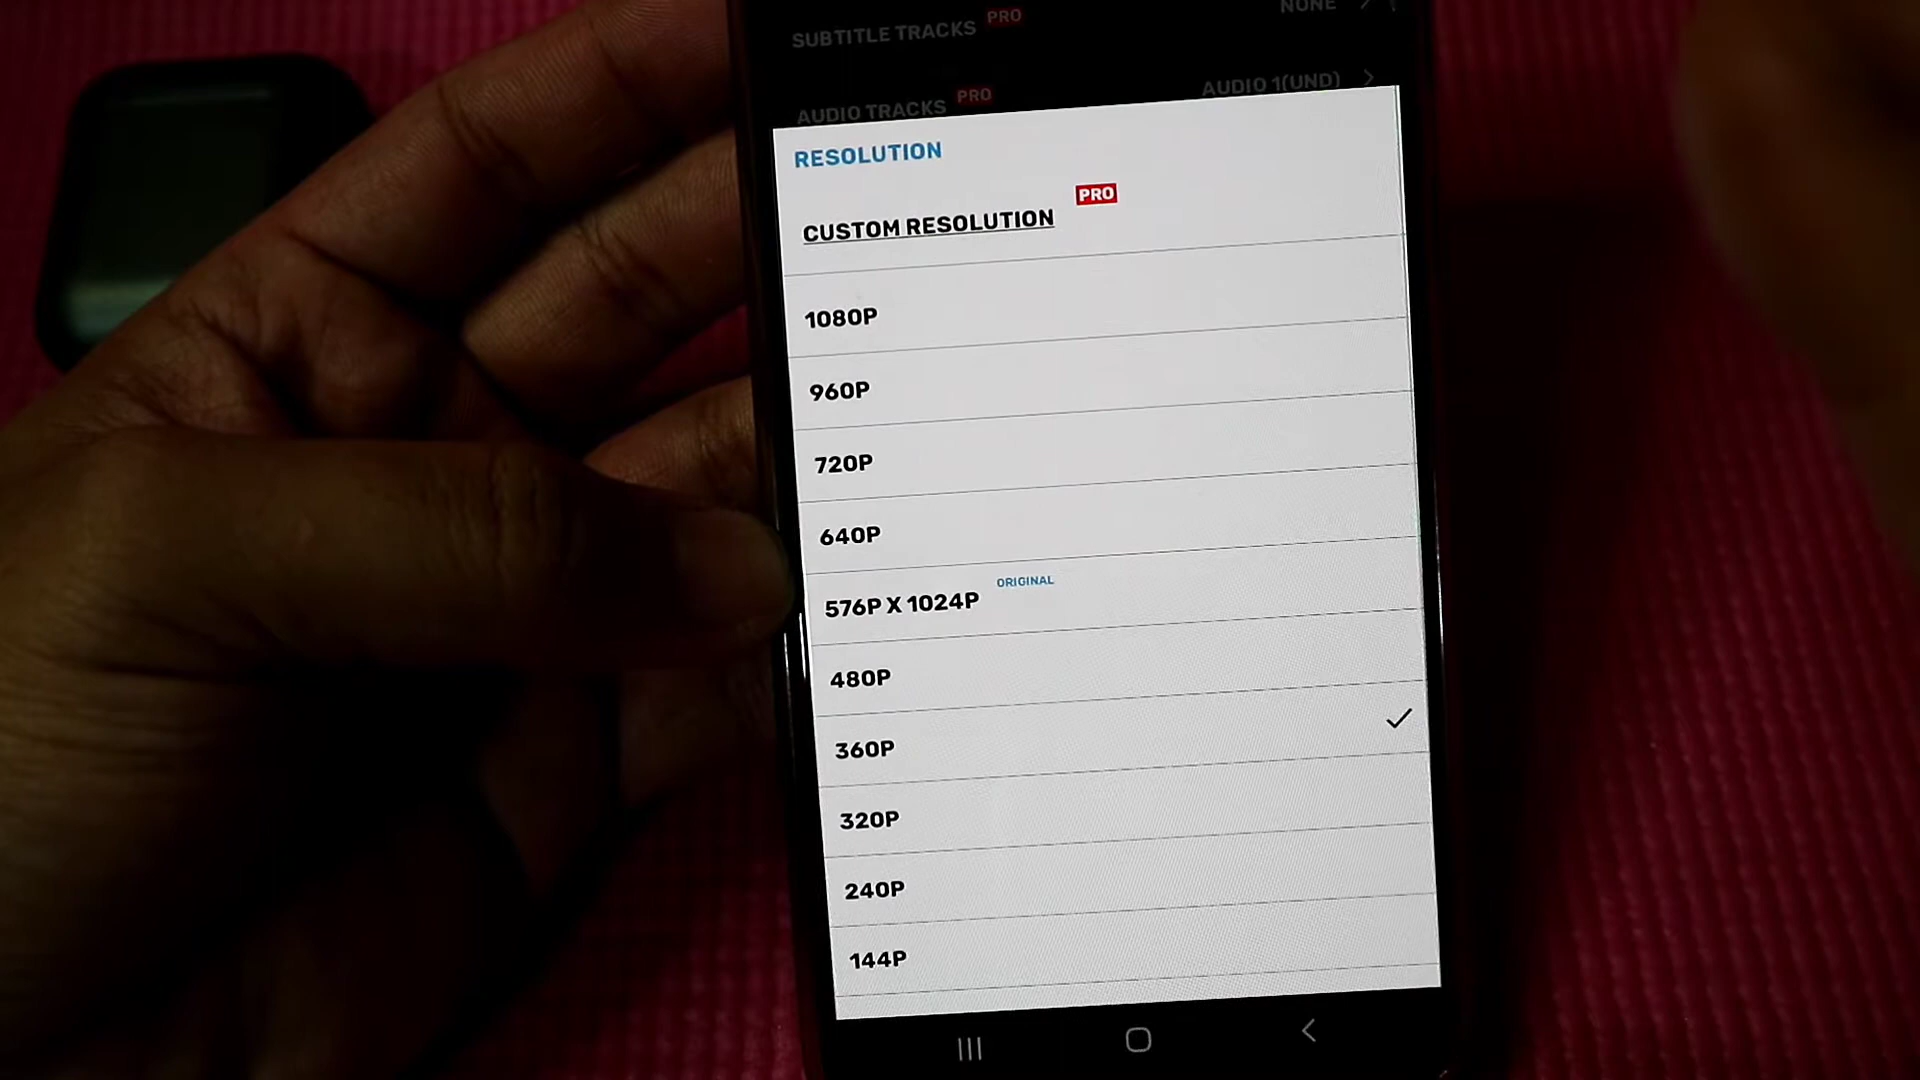 SUBTITLE TRACKS PRO NONE
AUDIO TRACKS PRO AUDIO 1(UND)
RESOLUTION
CUSTOM RESOLUTION PRO
1080P
960P
720P
640P
576P X 1024P ORIGINAL
480P
360P
320P
240P
144P